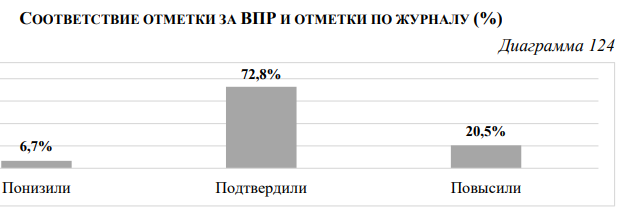 СООТВЕТСТВИЕ ОТМЕТКИ ЗА ВПР И ОТМЕТКИ ПО ЖУРНАЛУ (%)
Диаграмма 124
72,8%
20,5%
6,7%
Понизили Подтвердили Повысили